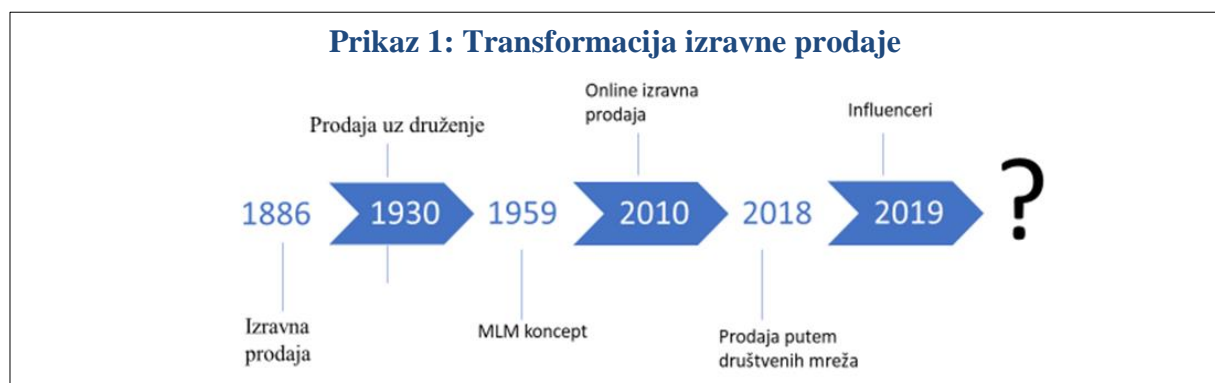 Prikaz 1: Transformacija izravne prodaje
Online izravna
prodaja
Influenceri
Prodaja uz druženje
1886
1930
1959
2010
2018
2019
?
Izravna
prodaja
MLM koncept
Prodaja putem
društvenih mreža